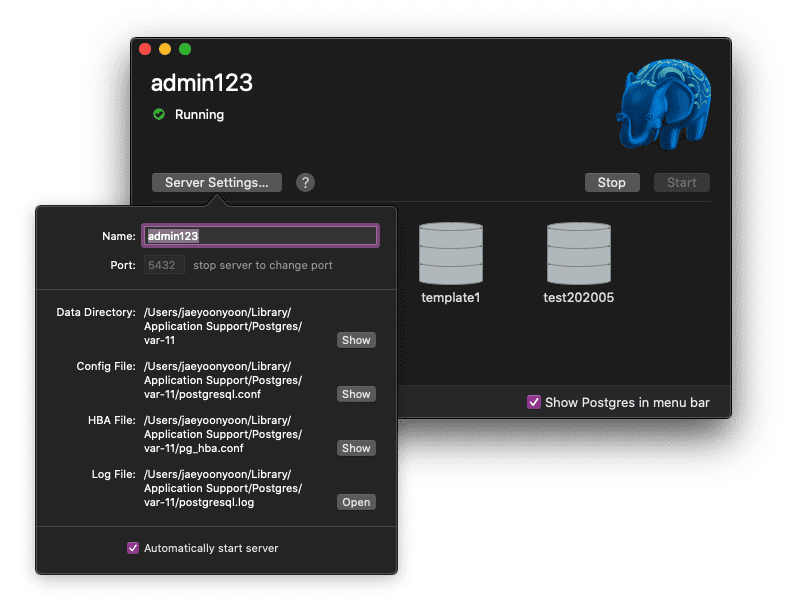 admin123
Running
Server Settings...
?
Stop
Start
Name: admin123
Port: 5432 stop server to change port
Data Directory: /Users/jaeyoonyoon/Library/
Application Support/Postgres/
var-11
Show
Config File: /Users/jaeyoonyoon/Library/
Application Support/Postgres/
var-11/postgresql.conf
Show
HBA File: /Users/jaeyoonyoon/Library/
Application Support/Postgres/
var-11/pg_hba.conf
Show
Log File: /Users/jaeyoonyoon/Library/
Application Support/Postgres/
var-11/postgresql.log
Open
Automatically start server
template1
test202005
Show Postgres in menu bar